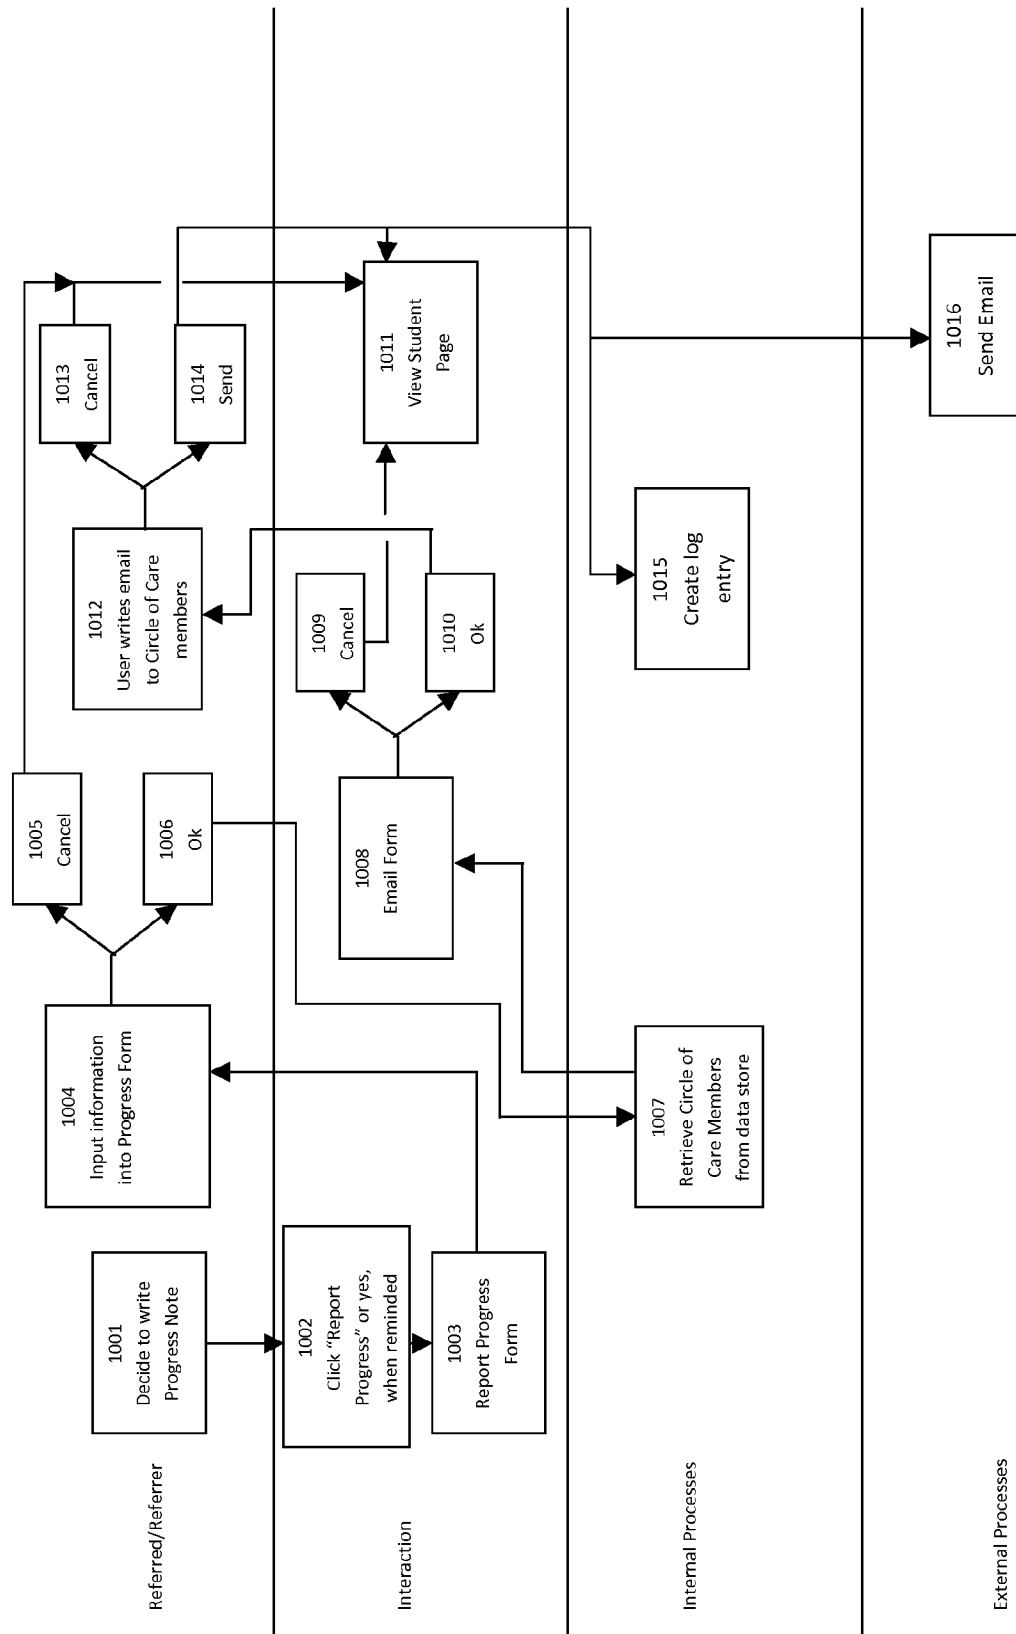 Referred/Referrer
1001
Decide to write
Progress Note
1004
Input information
into Progress Form
1005
Cancel
1006
Ok
1012
User writes email
to Circle of Care
members
1013
Cancel
1014
Send
Interaction
1002
Click “Report
Progress” or yes,
when reminded
1003
Report Progress
Form
1008
Email Form
1009
Cancel
1010
Ok
1011
View Student
Page
Internal Processes
1007
Retrieve Circle of
Care Members
from data store
1015
Create log
entry
External Processes
1016
Send Email